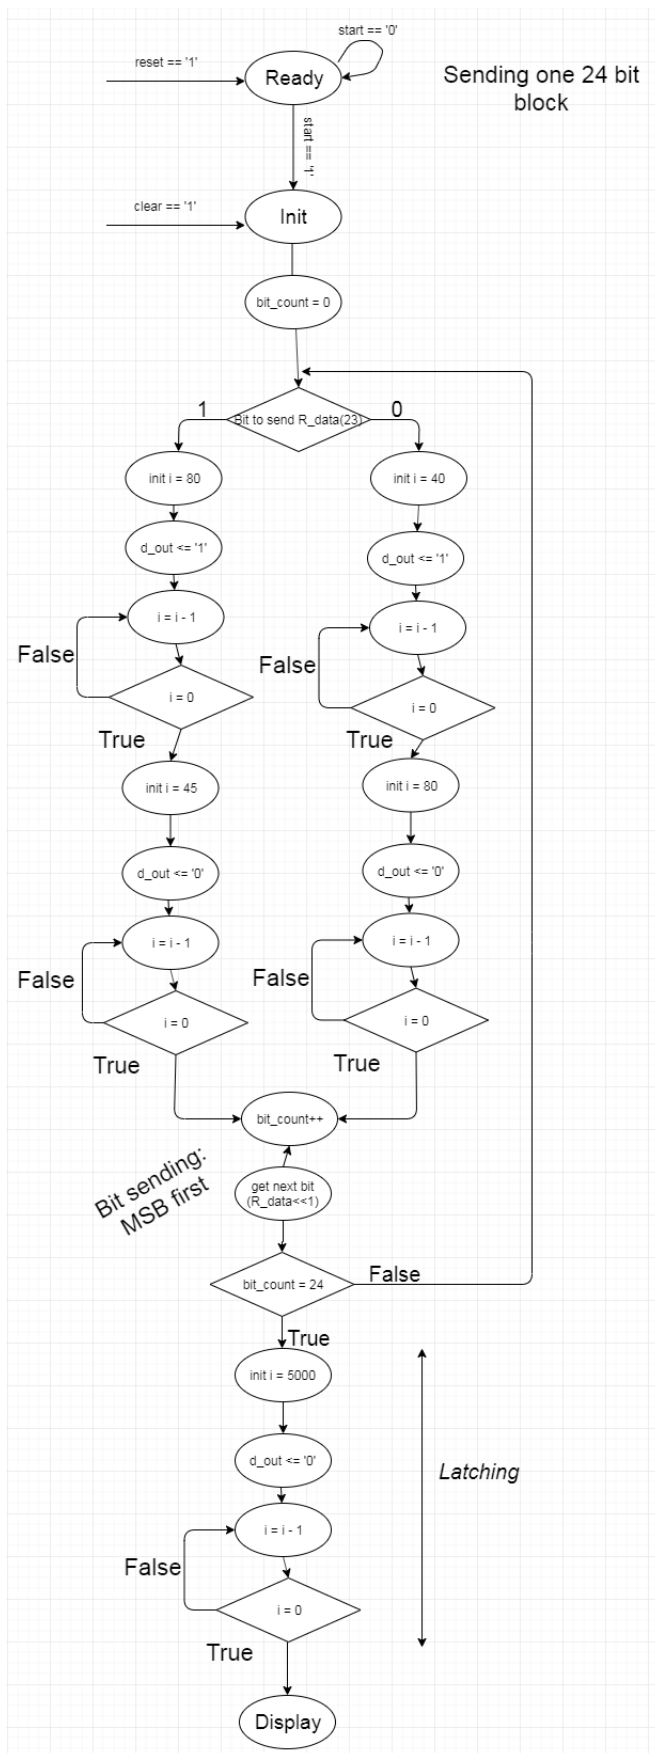 start == '0'
reset == '1'
Ready
Sending one 24 bit
block
start == '1'
clear == '1'
Init
bit_count = 0
1
Bit to send R_data(23)
0
init i = 80
init i = 40
d_out <= '1'
d_out <= '1'
i = i - 1
i = i - 1
False
False
i = 0
i = 0
True
True
init i = 45
init i = 80
d_out <= '0'
d_out <= '0'
i = i - 1
i = i - 1
False
False
i = 0
i = 0
True
True
bit_count++
Bit sending:
MSB first
get next bit
(R_data<<1)
bit_count = 24
False
True
init i = 5000
d_out <= '0'
Latching
i = i - 1
False
i = 0
True
Display